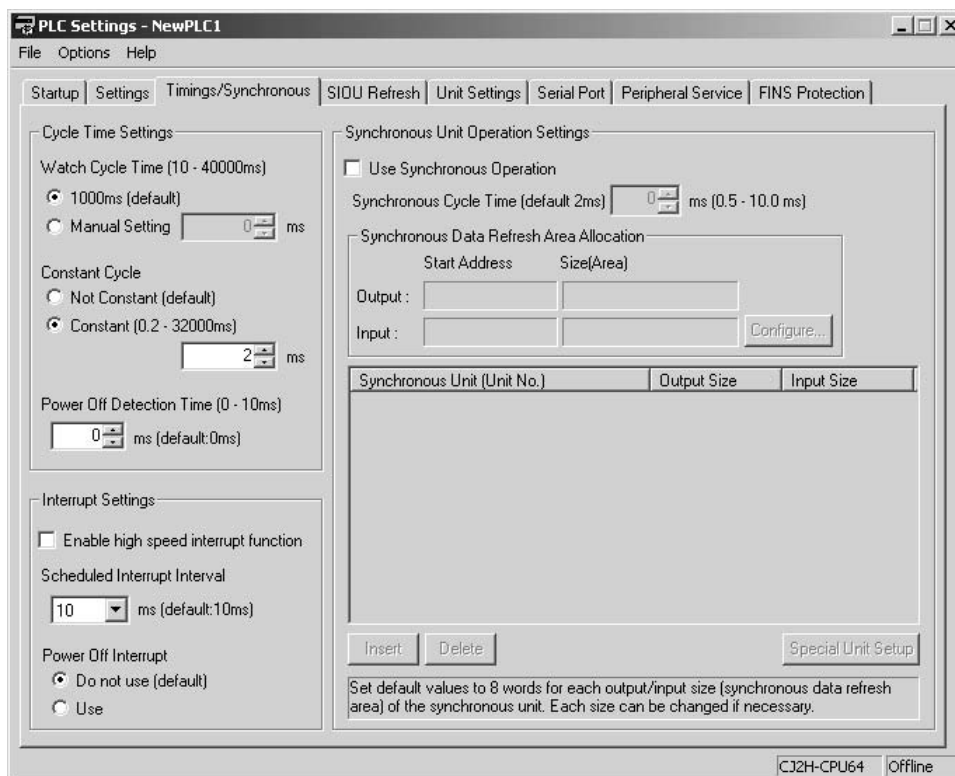 PLC Settings - NewPLC1
File Options Help
Startup Settings Timings/Synchronous SIOU Refresh Unit Settings Serial Port Peripheral Service FINS Protection
Cycle Time Settings
Watch Cycle Time (10 - 40000ms)
1000ms (default)
Manual Setting 0 ms
Constant Cycle
Not Constant (default)
Constant (0.2 - 32000ms)
2 ms
Power Off Detection Time (0 - 10ms)
0 ms (default:0ms)
Interrupt Settings
Enable high speed interrupt function
Scheduled Interrupt Interval
10 ms (default:10ms)
Power Off Interrupt
Do not use (default)
Use
Synchronous Unit Operation Settings
Use Synchronous Operation
Synchronous Cycle Time (default 2ms) 0 ms (0.5 - 10.0 ms)
Synchronous Data Refresh Area Allocation
Start Address Size(Area)
Output :
Input : Configure...
Synchronous Unit (Unit No.) Output Size Input Size
Insert Delete Special Unit Setup
Set default values to 8 words for each output/input size (synchronous data refresh
area) of the synchronous unit. Each size can be changed if necessary.
CJ2H-CPU64 Offline